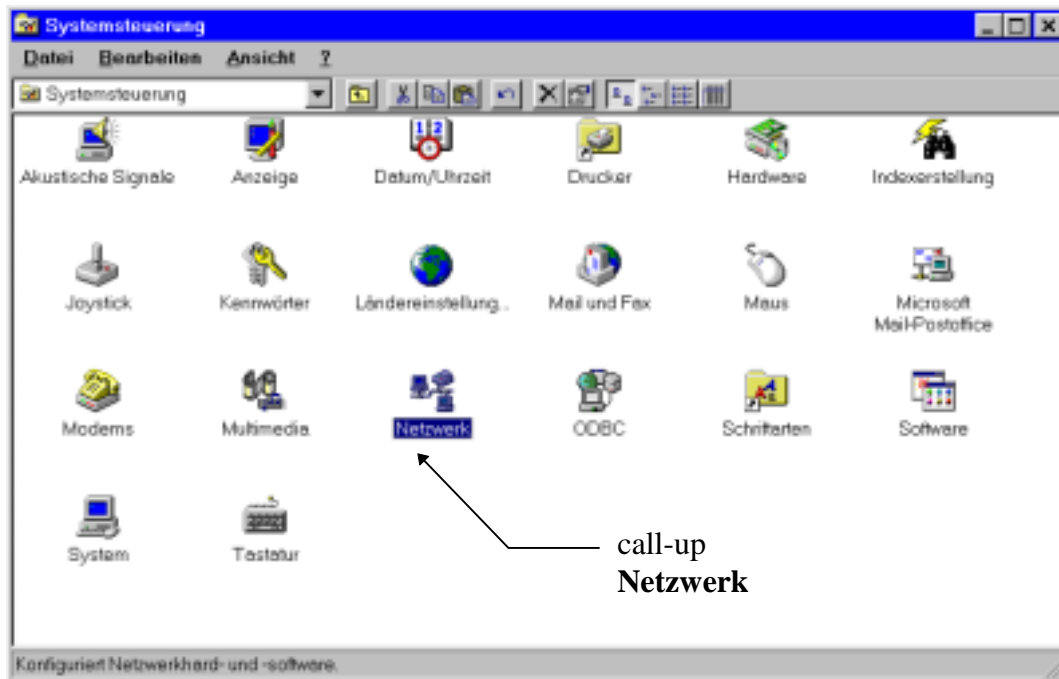 Systemsteuerung
Datei Bearbeiten Ansicht ?
Systemsteuerung
Akustische Signale Anzeige Datum/Uhrzeit Drucker Hardware Indexerstellung
Joystick Kennwörter Ländereinstellung... Mail und Fax Maus Microsoft
Mail-Postoffice
Modems Multimedia Netzwerk ODBC Schriftarten Software
System Tastatur
call-up
Netzwerk
Konfiguriert Netzwerkhard- und -software.